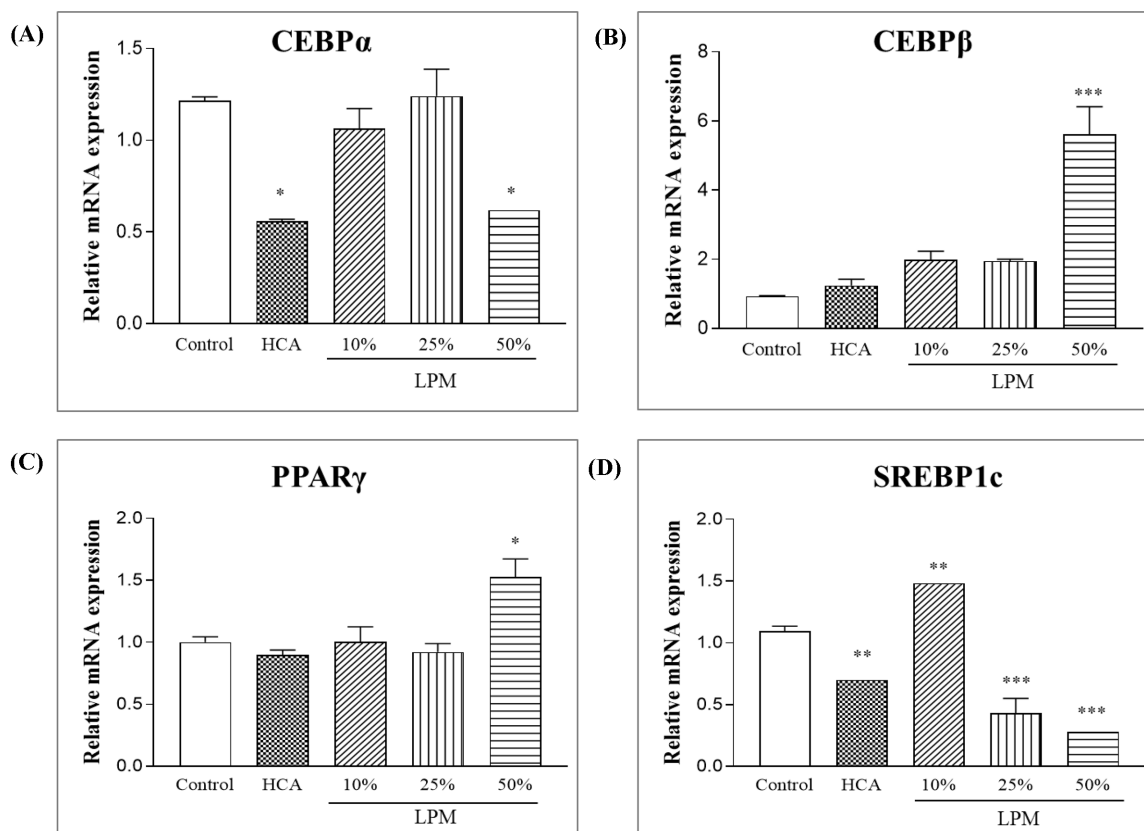 (A)
CEBPα
Relative mRNA expression
1.5
1.0
0.5
0.0
*
*
Control HCA 10% 25% 50%
LPM
(B)
CEBPβ
Relative mRNA expression
8
6
4
2
0
***
Control HCA 10% 25% 50%
LPM
(C)
PPARγ
Relative mRNA expression
2.0
1.5
1.0
0.5
0.0
*
Control HCA 10% 25% 50%
LPM
(D)
SREBP1c
Relative mRNA expression
2.0
1.5
1.0
0.5
0.0
**
**
***
***
Control HCA 10% 25% 50%
LPM